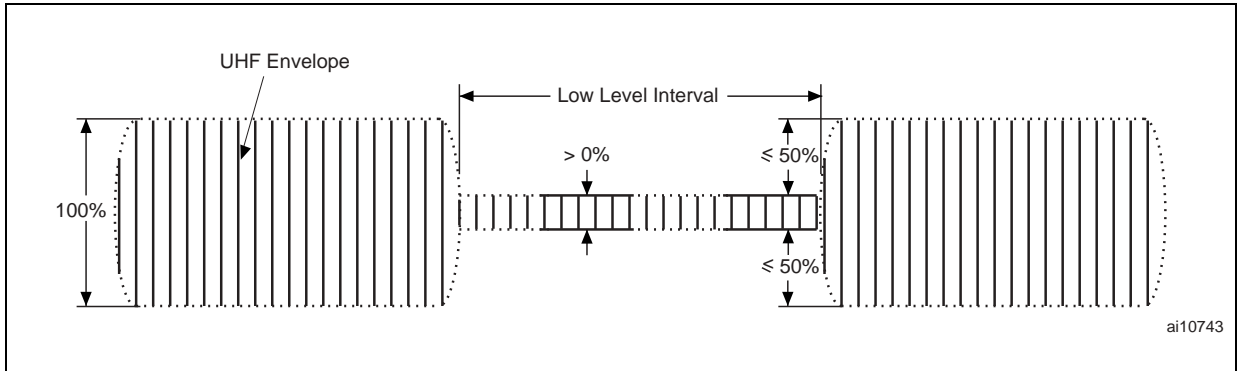 UHF Envelope
Low Level Interval
> 0%
⩽ 50%
100%
⩽ 50%
ai10743